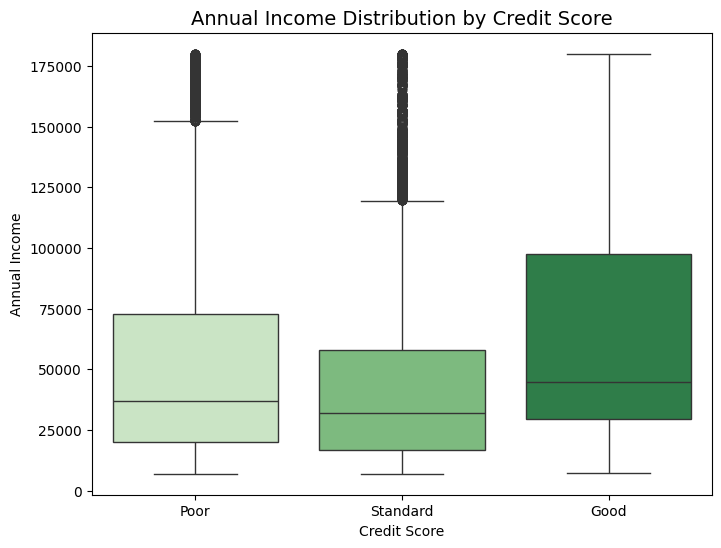 Annual Income Distribution by Credit Score
Annual Income
175000
150000
125000
100000
75000
50000
25000
0
Poor
Standard
Good
Credit Score